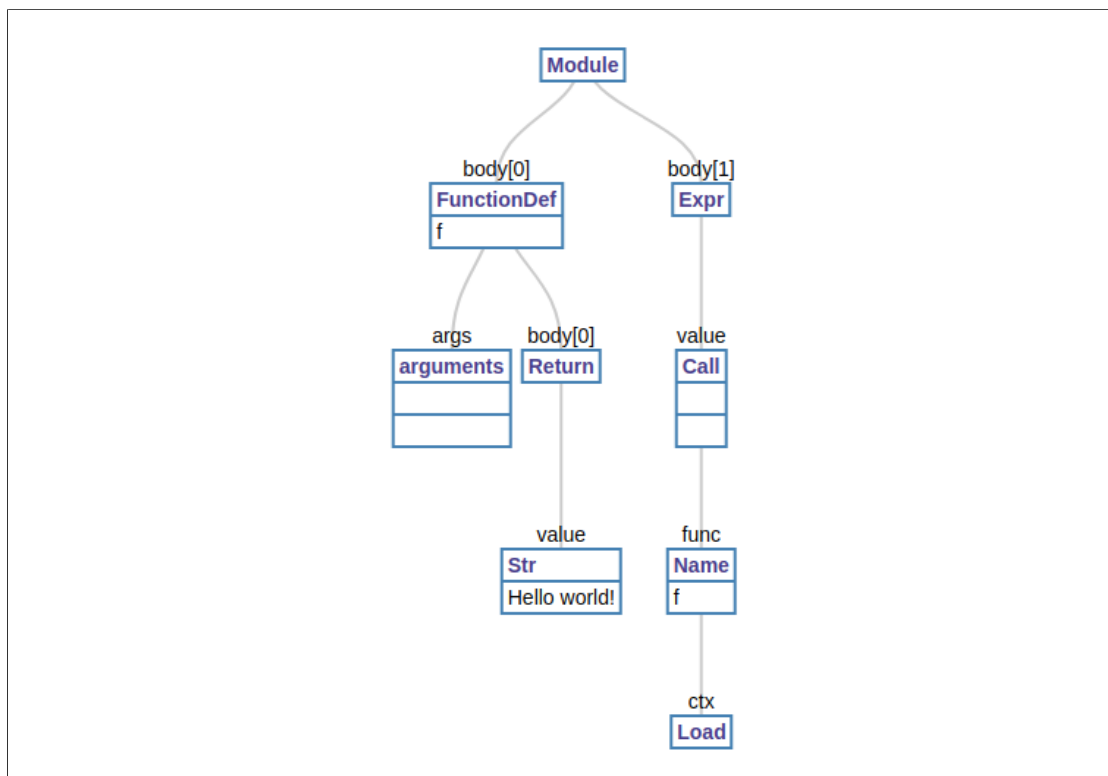 Module
body[0]
body[1]
FunctionDef
Expr
f
args
body[0]
value
arguments
Return
Call
value
func
Str
Name
Hello world!
f
ctx
Load